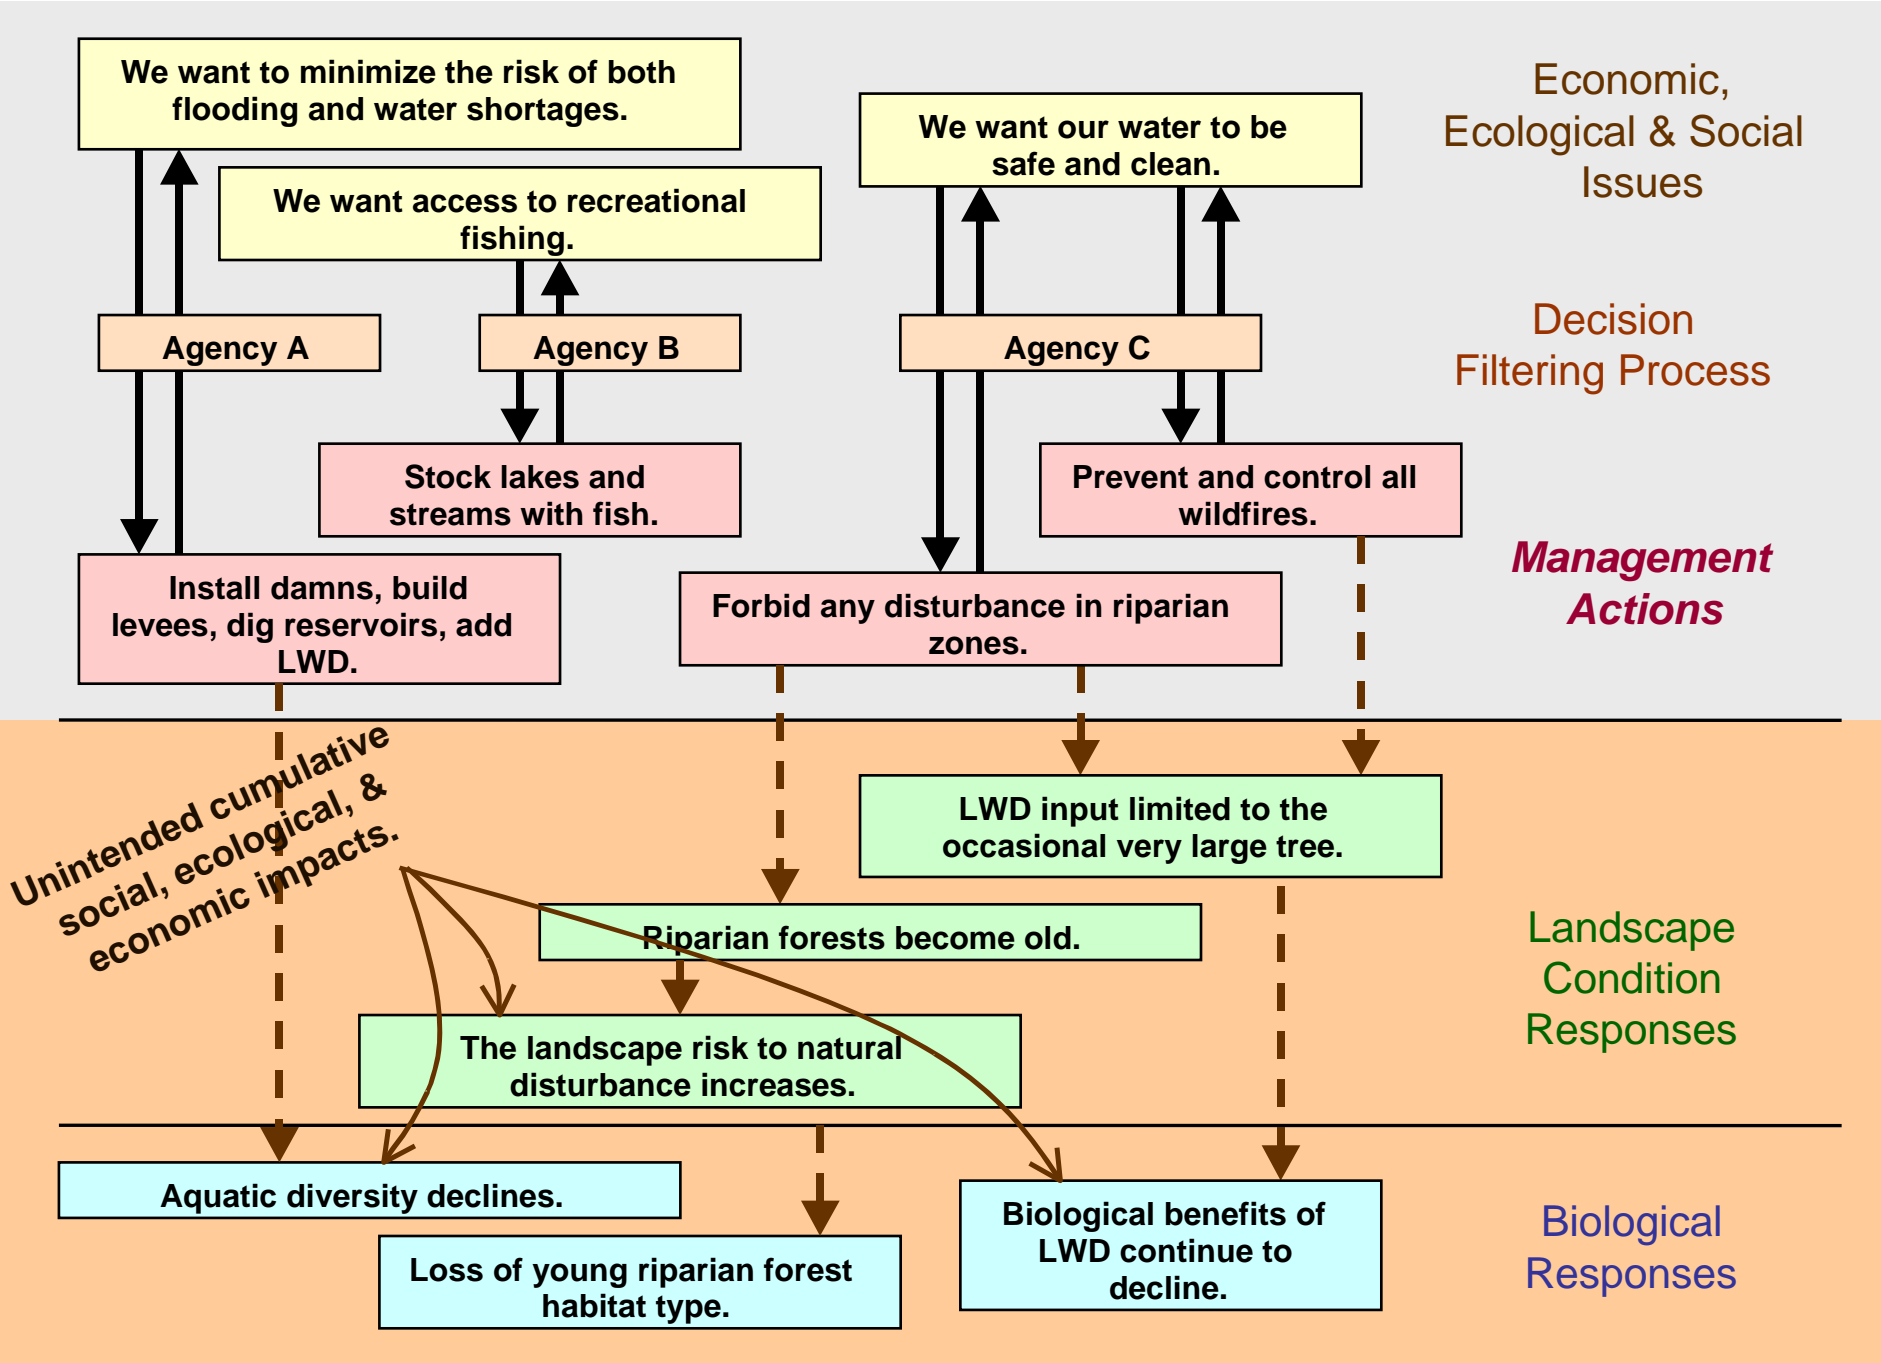 We want to minimize the risk of both
flooding and water shortages.
We want our water to be
safe and clean.
Economic,
Ecological & Social
Issues
We want access to recreational
fishing.
Agency A
Agency B
Agency C
Decision
Filtering Process
Stock lakes and
streams with fish.
Prevent and control all
wildfires.
Install damns, build
levees, dig reservoirs, add
LWD.
Forbid any disturbance in riparian
zones.
Management
Actions
Unintended cumulative
social, ecological, &
economic impacts.
LWD input limited to the
occasional very large tree.
Riparian forests become old.
The landscape risk to natural
disturbance increases.
Landscape
Condition
Responses
Aquatic diversity declines.
Loss of young riparian forest
habitat type.
Biological benefits of
LWD continue to
decline.
Biological
Responses